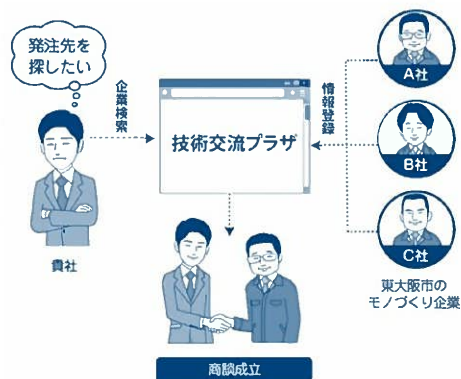 発注先を
探したい
企業検索
技術交流プラザ
情報登録
A社
B社
C社
貴社
東大阪市の
モノづくり企業
商談成立